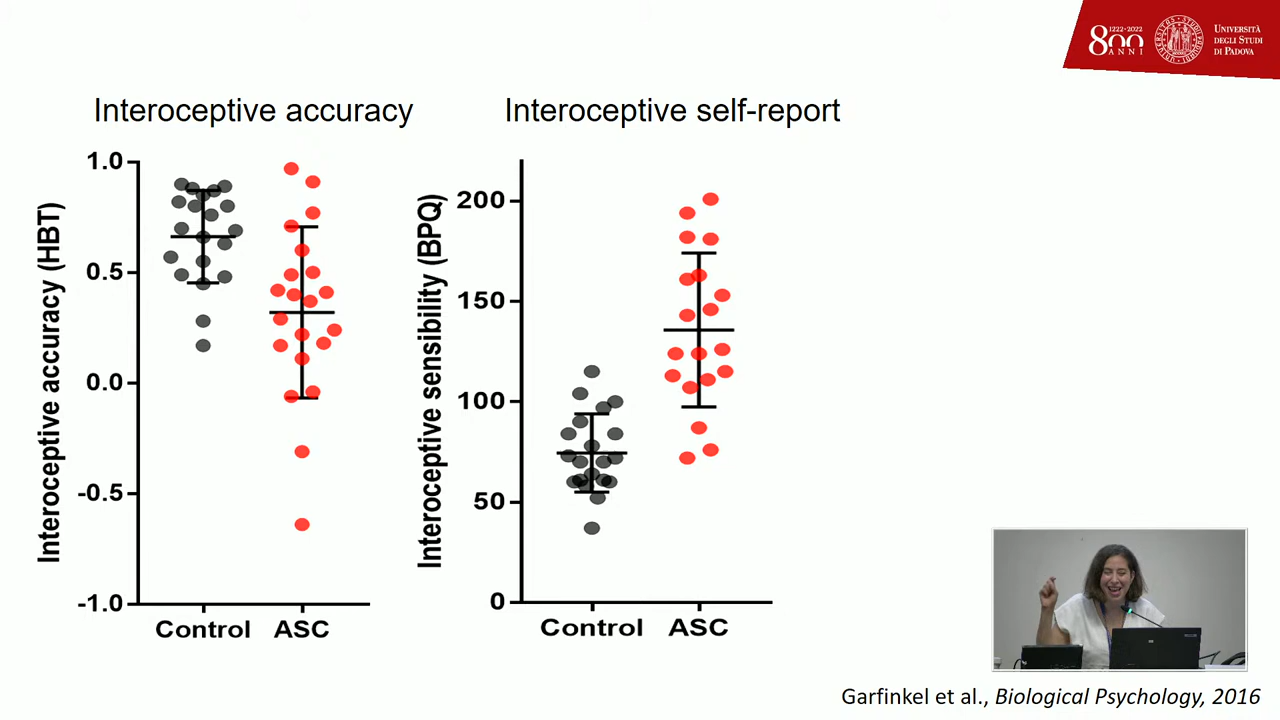 1222·2022
800
ANNI
UNIVERSITÀ
DEGLI STUDI
DI PADOVA
Interoceptive accuracy
Interoceptive accuracy (HBT)
1.0
0.5
0.0
-0.5
-1.0
Control
ASC
Interoceptive self-report
Interoceptive sensibility (BPQ)
200
150
100
50
0
Control
ASC
Garfinkel et al., Biological Psychology, 2016